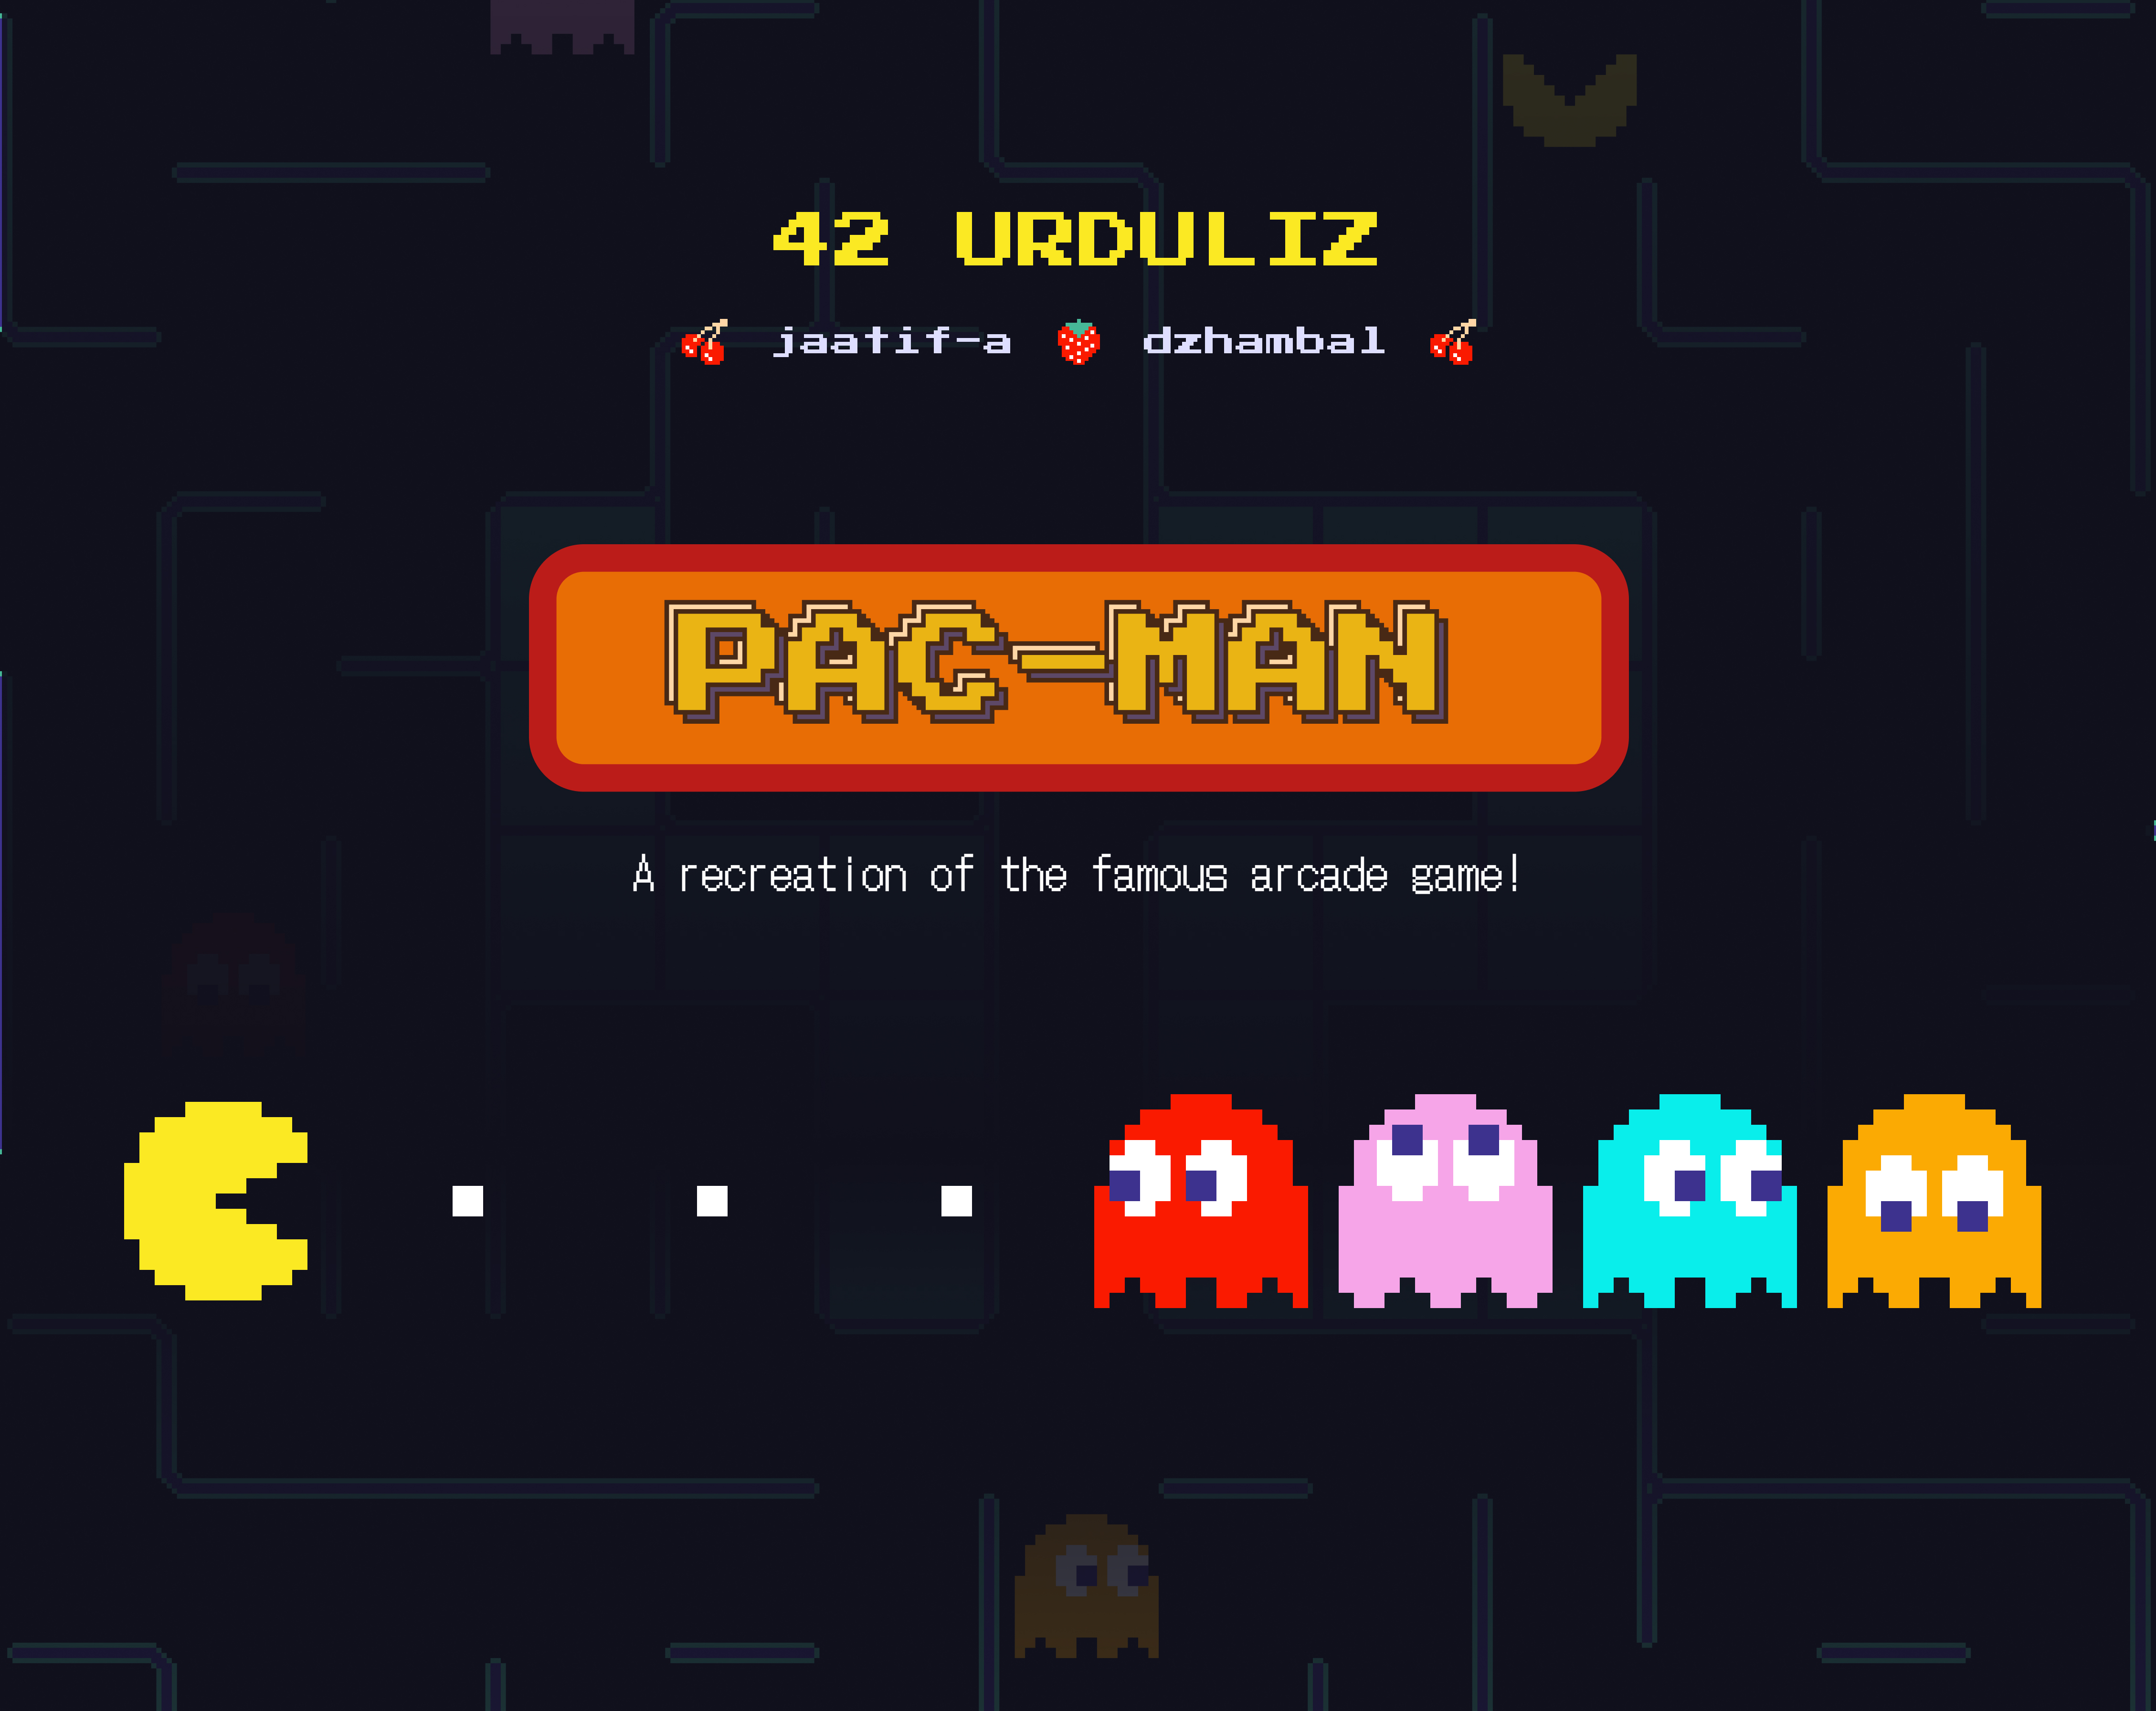 42 URDULIZ
jaatif-a dzhambal
PAC-MAN
A recreation of the famous arcade game!